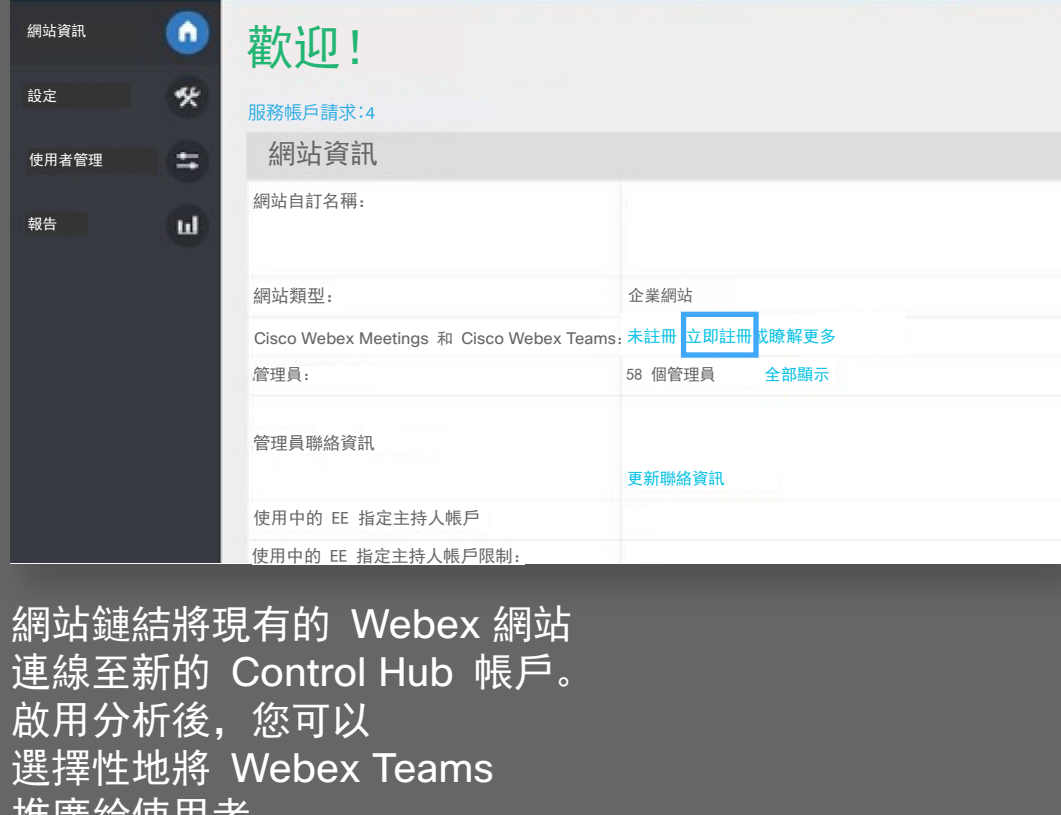 網站資訊
設定
使用者管理
報告
歡迎!
服務帳戶請求:4
網站資訊
網站自訂名稱:
網站類型: 企業網站
Cisco Webex Meetings 和 Cisco Webex Teams: 未註冊 立即註冊或瞭解更多
管理員: 58 個管理員 全部顯示
管理員聯絡資訊
更新聯絡資訊
使用中的 EE 指定主持人帳戶
使用中的 EE 指定主持人帳戶限制:
網站鏈結將現有的 Webex 網站
連線至新的 Control Hub 帳戶。
啟用分析後，您可以
選擇性地將 Webex Teams
推廣給使用者